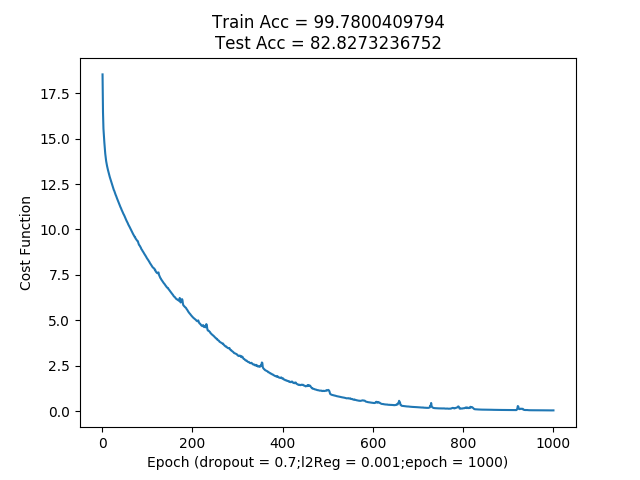 Train Acc = 99.7800409794
Test Acc = 82.8273236752
17.5
15.0
12.5
10.0
7.5
5.0
2.5
0.0
Cost Function
0 200 400 600 800 1000
Epoch (dropout = 0.7;l2Reg = 0.001;epoch = 1000)